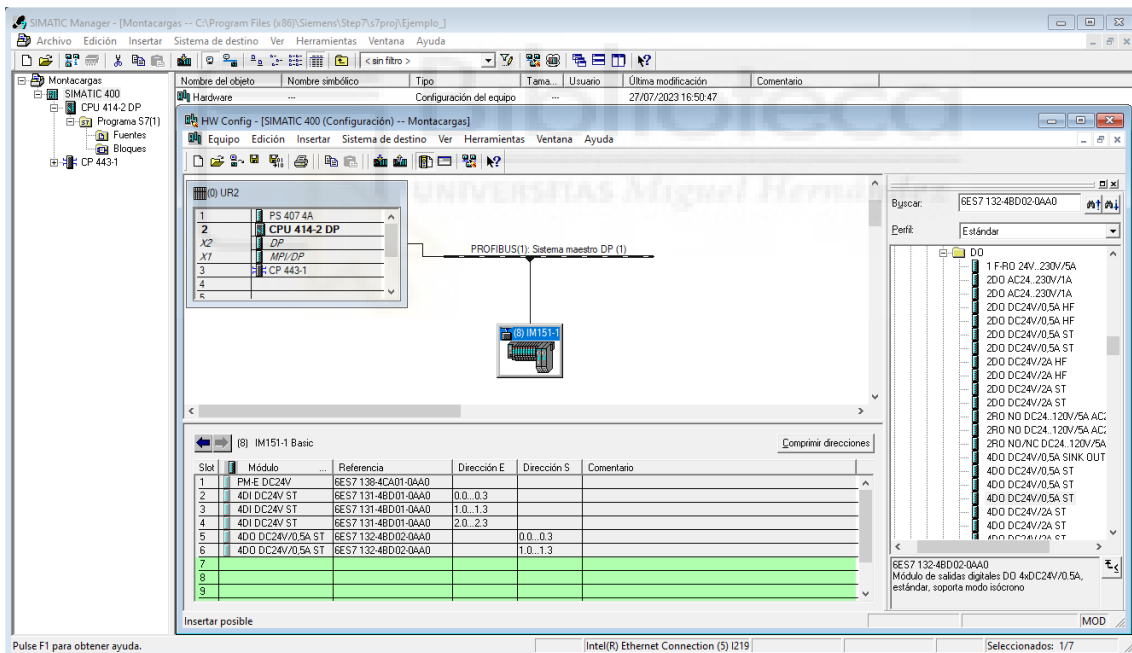 SIMATIC Manager - [Montacargas -- C:\Program Files (x86)\Siemens\Step7\s7proj\Ejemplo_]
Archivo Edición Insertar Sistema de destino Ver Herramientas Ventana Ayuda
< sin filtro >
Montacargas
SIMATIC 400
CPU 414-2 DP
Programa S7(1)
Fuentes
Bloques
CP 443-1
Nombre del objeto Nombre simbólico Tipo Tama... Usuario Última modificación Comentario
Hardware --- Configuración del equipo --- 27/07/2023 16:50:47
Biblioteca
UNIVERSITAS Miguel Hernández
HW Config - [SIMATIC 400 (Configuración) -- Montacargas]
Equipo Edición Insertar Sistema de destino Ver Herramientas Ventana Ayuda
(0) UR2
1 PS 407 4A
2 CPU 414-2 DP
X2 DP
X1 MPI/DP
3 CP 443-1
4
5
PROFIBUS(1): Sistema maestro DP (1)
(8) IM151-1
Buscar: 6ES7 132-4BD02-0AA0
Perfil: Estándar
DO
1 F-RO 24V..230V/5A
2DO AC24..230V/1A
2DO AC24..230V/1A
2DO DC24V/0,5A HF
2DO DC24V/0,5A HF
2DO DC24V/0,5A ST
2DO DC24V/0,5A ST
2DO DC24V/2A HF
2DO DC24V/2A HF
2DO DC24V/2A ST
2DO DC24V/2A ST
2RO NO DC24..120V/5A AC2
2RO NO DC24..120V/5A AC2
2RO NO/NC DC24..120V/5A
4DO DC24V/0,5A SINK OUT
4DO DC24V/0,5A ST
4DO DC24V/0,5A ST
4DO DC24V/0,5A ST
4DO DC24V/2A ST
4DO DC24V/2A ST
4DO DC24V/2A ST
6ES7 132-4BD02-0AA0
Módulo de salidas digitales DO 4xDC24V/0.5A,
estándar, soporta modo isócrono
(8) IM151-1 Basic
Comprimir direcciones
Slot Módulo ... Referencia Dirección E Dirección S Comentario
1 PM-E DC24V 6ES7 138-4CA01-0AA0
2 4DI DC24V ST 6ES7 131-4BD01-0AA0 0.0...0.3
3 4DI DC24V ST 6ES7 131-4BD01-0AA0 1.0...1.3
4 4DI DC24V ST 6ES7 131-4BD01-0AA0 2.0...2.3
5 4DO DC24V/0,5A ST 6ES7 132-4BD02-0AA0 0.0...0.3
6 4DO DC24V/0,5A ST 6ES7 132-4BD02-0AA0 1.0...1.3
7
8
9
Insertar posible
MOD
Pulse F1 para obtener ayuda.
Intel(R) Ethernet Connection (5) I219
Seleccionados: 1/7